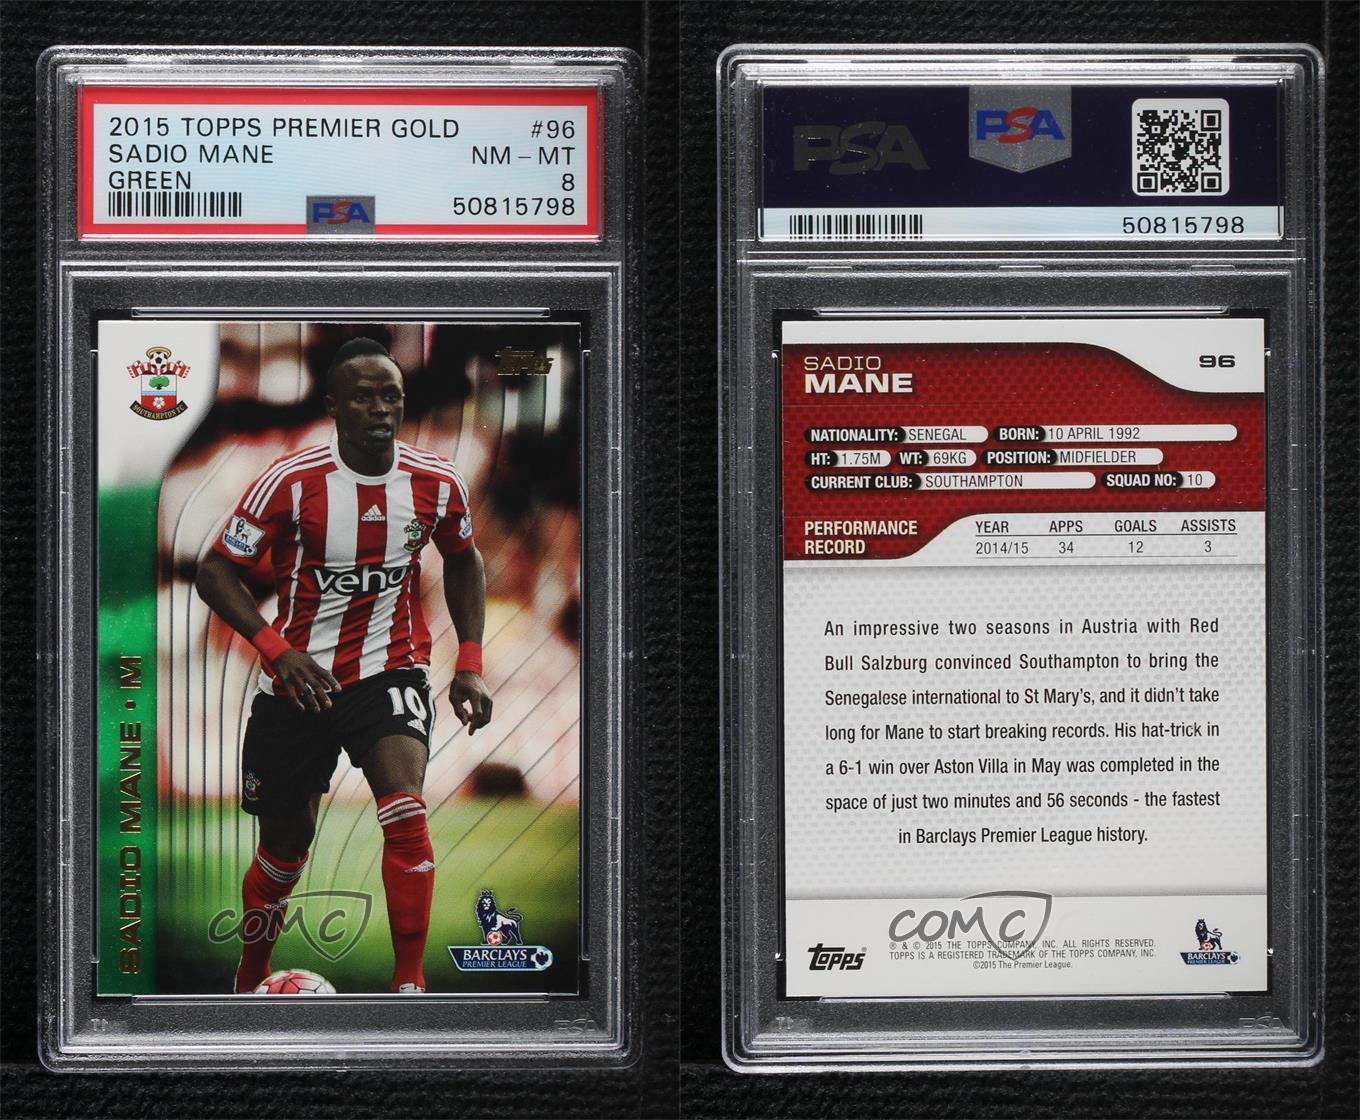 2015 TOPPS PREMIER GOLD #96
SADIO MANE NM - MT
GREEN 8
PSA 50815798
SOUTHAMPTON FC
Topps
adidas
veho
10
SADIO MANE • M
COMC
BARCLAYS
PREMIER LEAGUE
PSA
PSA PSA
50815798
SADIO
MANE 96
NATIONALITY: SENEGAL BORN: 10 APRIL 1992
HT: 1.75M WT: 69KG POSITION: MIDFIELDER
CURRENT CLUB: SOUTHAMPTON SQUAD NO: 10
PERFORMANCE RECORD
YEAR APPS GOALS ASSISTS
2014/15 34 12 3
An impressive two seasons in Austria with Red
Bull Salzburg convinced Southampton to bring the
Senegalese international to St Mary's, and it didn't take
long for Mane to start breaking records. His hat-trick in
a 6-1 win over Aston Villa in May was completed in the
space of just two minutes and 56 seconds - the fastest
in Barclays Premier League history.
COMC
Topps
® & © 2015 THE TOPPS COMPANY, INC. ALL RIGHTS RESERVED.
TOPPS IS A REGISTERED TRADEMARK OF THE TOPPS COMPANY, INC.
©2015 The Premier League.
BARCLAYS
PREMIER LEAGUE
PSA